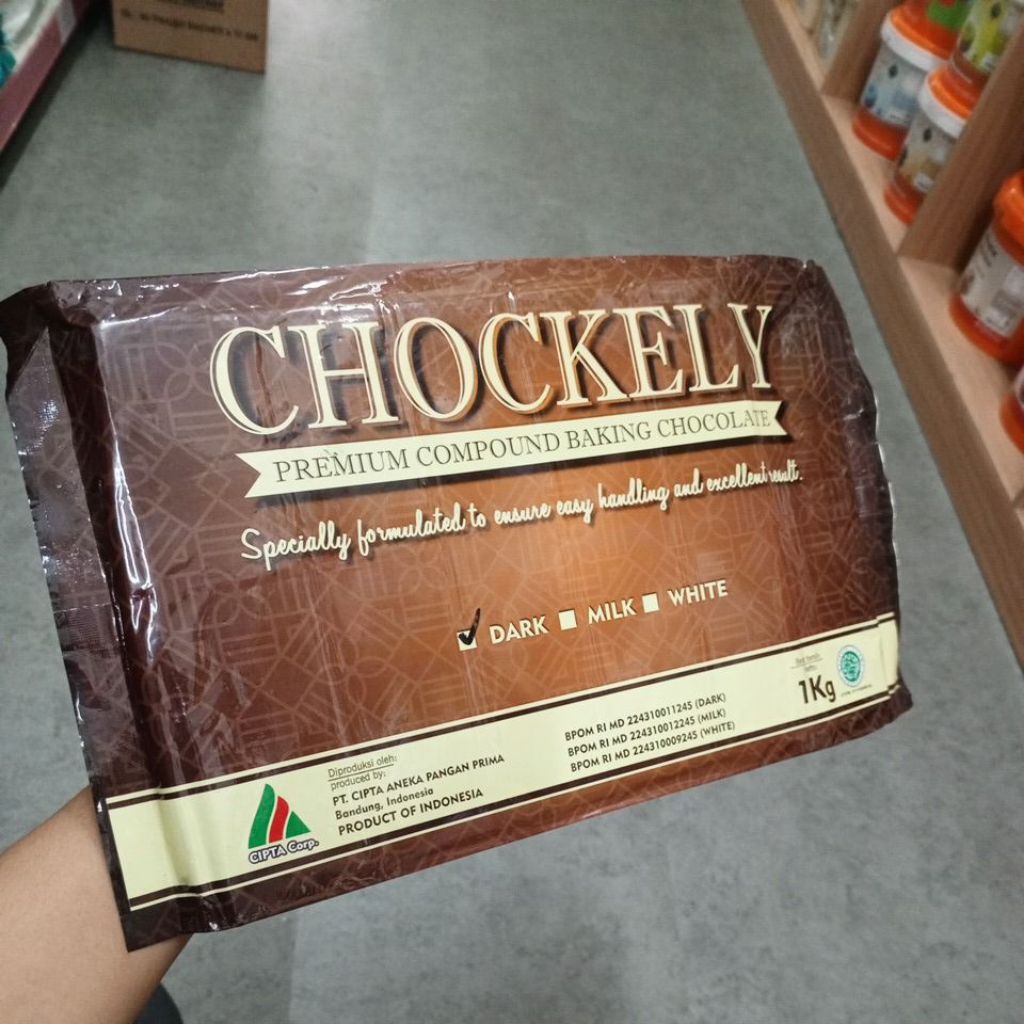 CHOCKELY
PREMIUM COMPOUND BAKING CHOCOLATE
Specially formulated to ensure easy handling and excellent result.
DARK MILK WHITE
Diproduksi oleh:
produced by:
PT. CIPTA ANEKA PANGAN PRIMA
Bandung, Indonesia
PRODUCT OF INDONESIA
CIPTA Corp.
BPOM RI MD 224310011245 (DARK)
BPOM RI MD 224310012245 (MILK)
BPOM RI MD 224310009245 (WHITE)
1Kg